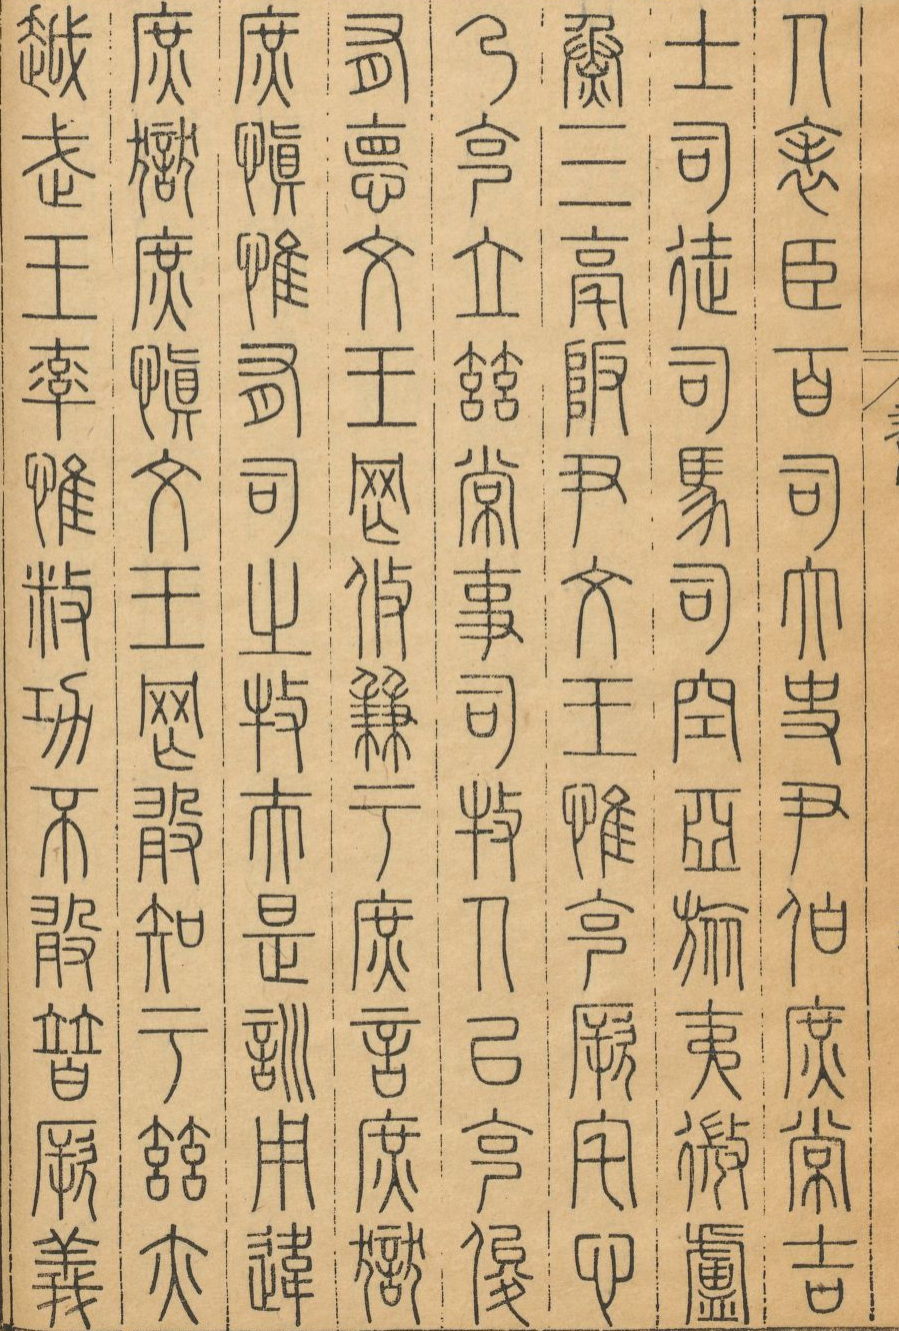 人表臣百司大史尹伯庶常吉
士司徒司馬司空亞旅夷微盧
烝三亳阪尹文王惟克厥宅心
乃克立茲常事司牧人以克俊
有悳文王罔攸兼于庶言庶獄
庶慎惟有司之牧夫是訓用違
庶獄庶慎文王罔敢知于茲亦
越武王率惟敉功不敢替厥義